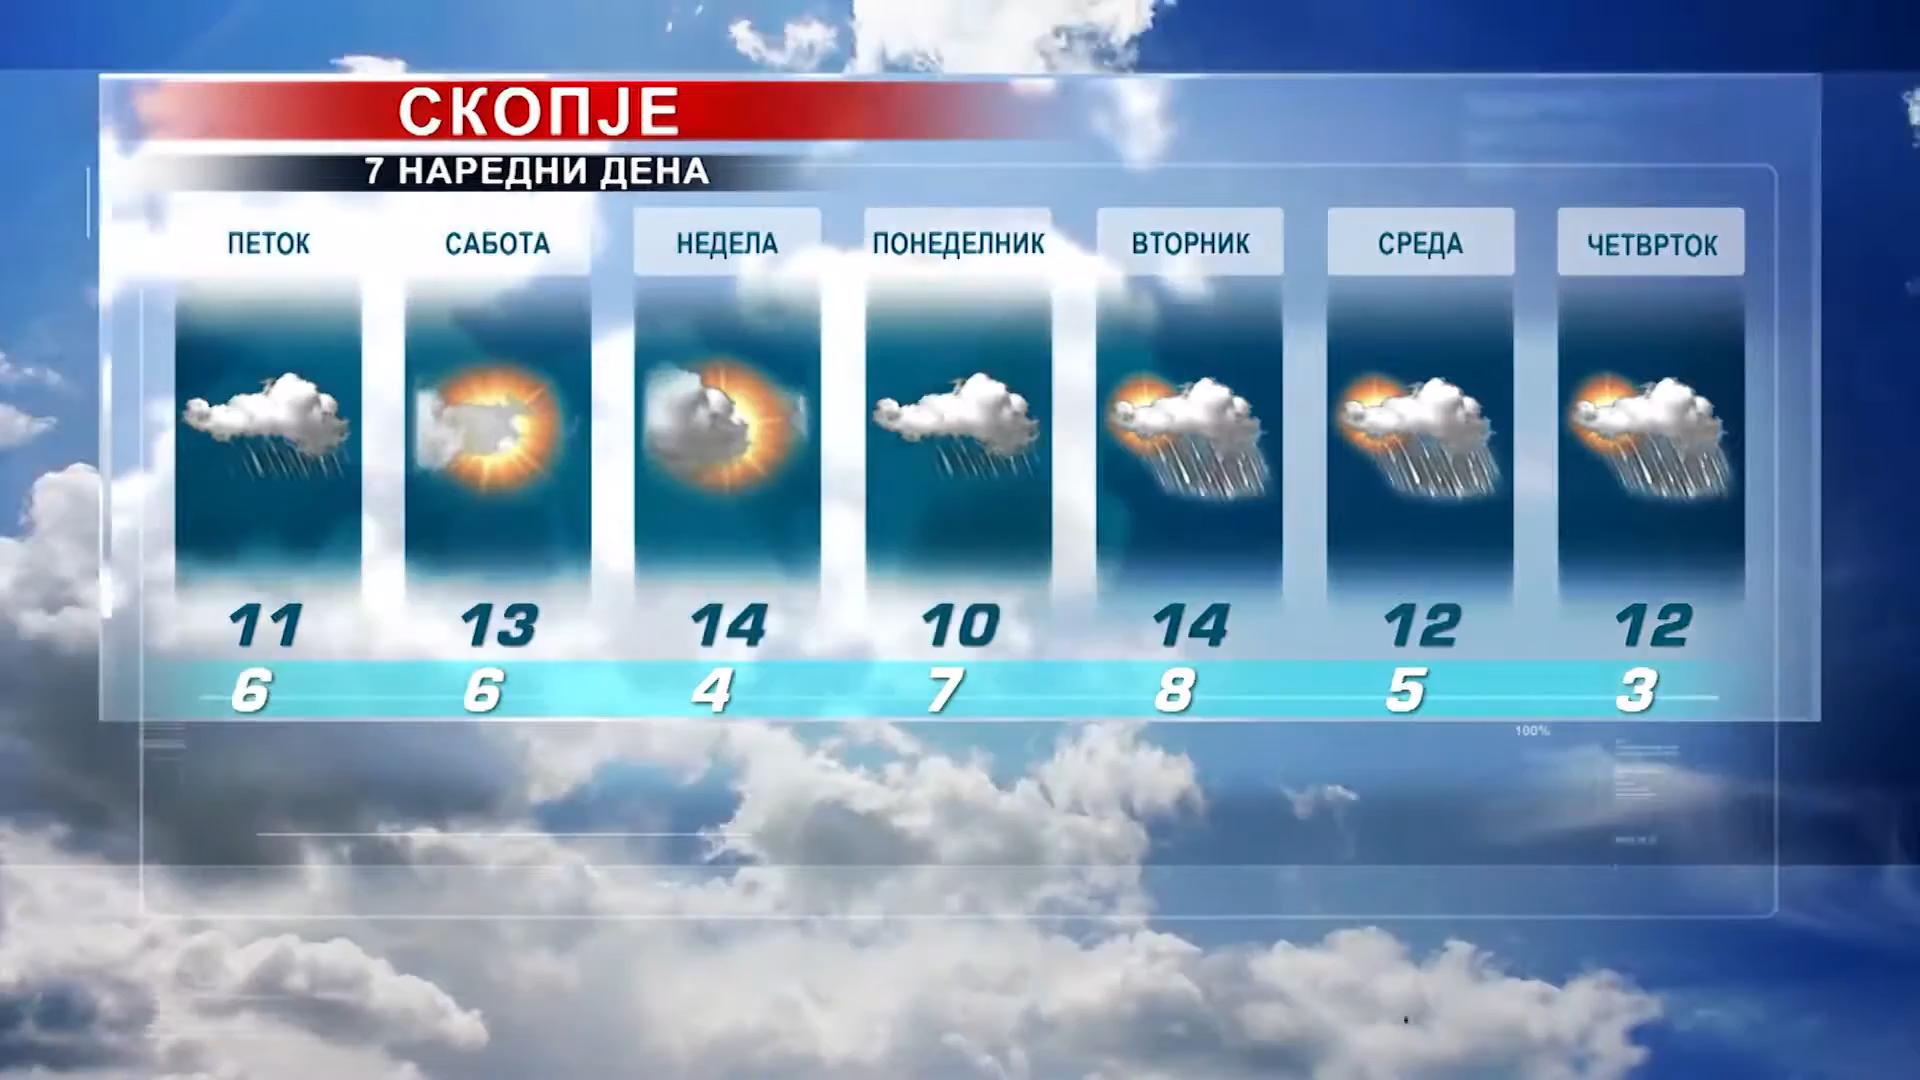 СКОПЈЕ
7 НАРЕДНИ ДЕНА
ПЕТОК САБОТА НЕДЕЛА ПОНЕДЕЛНИК ВТОРНИК СРЕДА ЧЕТВРТОК
11 13 14 10 14 12 12
6 6 4 7 8 5 3
100%